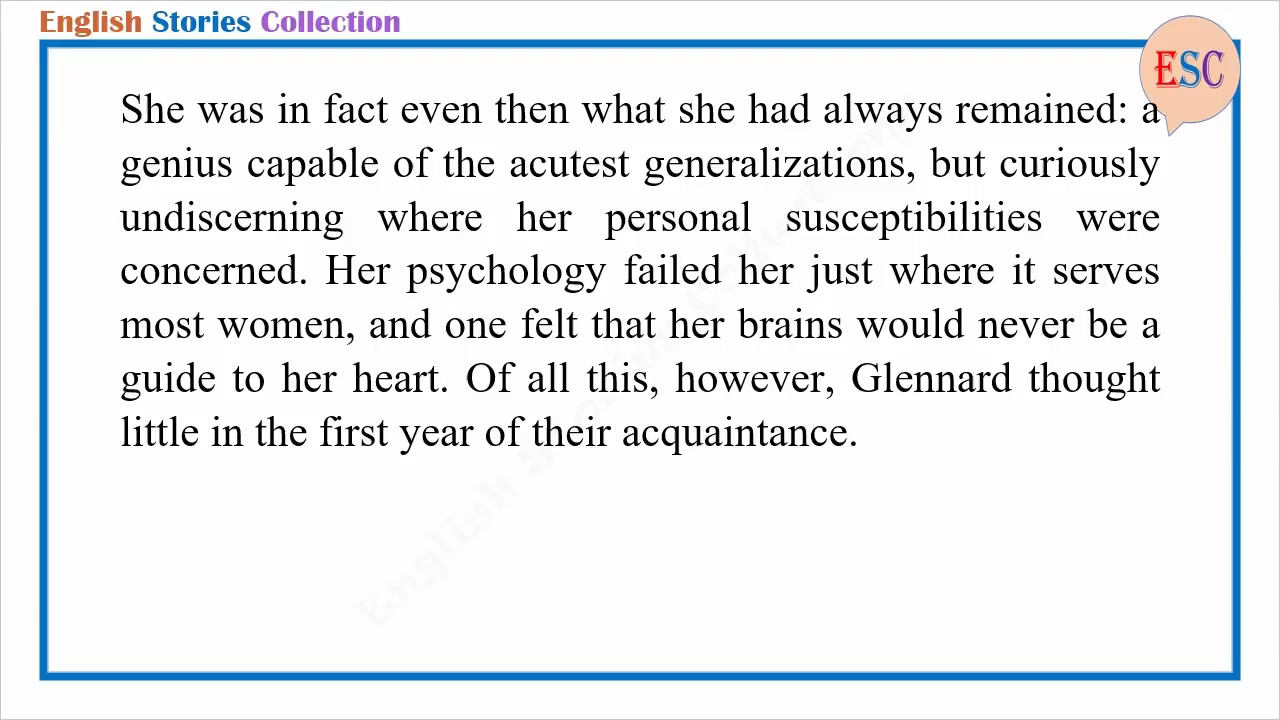 English Stories Collection
ESC
She was in fact even then what she had always remained: a
genius capable of the acutest generalizations, but curiously
undiscerning where her personal susceptibilities were
concerned. Her psychology failed her just where it serves
most women, and one felt that her brains would never be a
guide to her heart. Of all this, however, Glennard thought
little in the first year of their acquaintance.
English Stories Collection